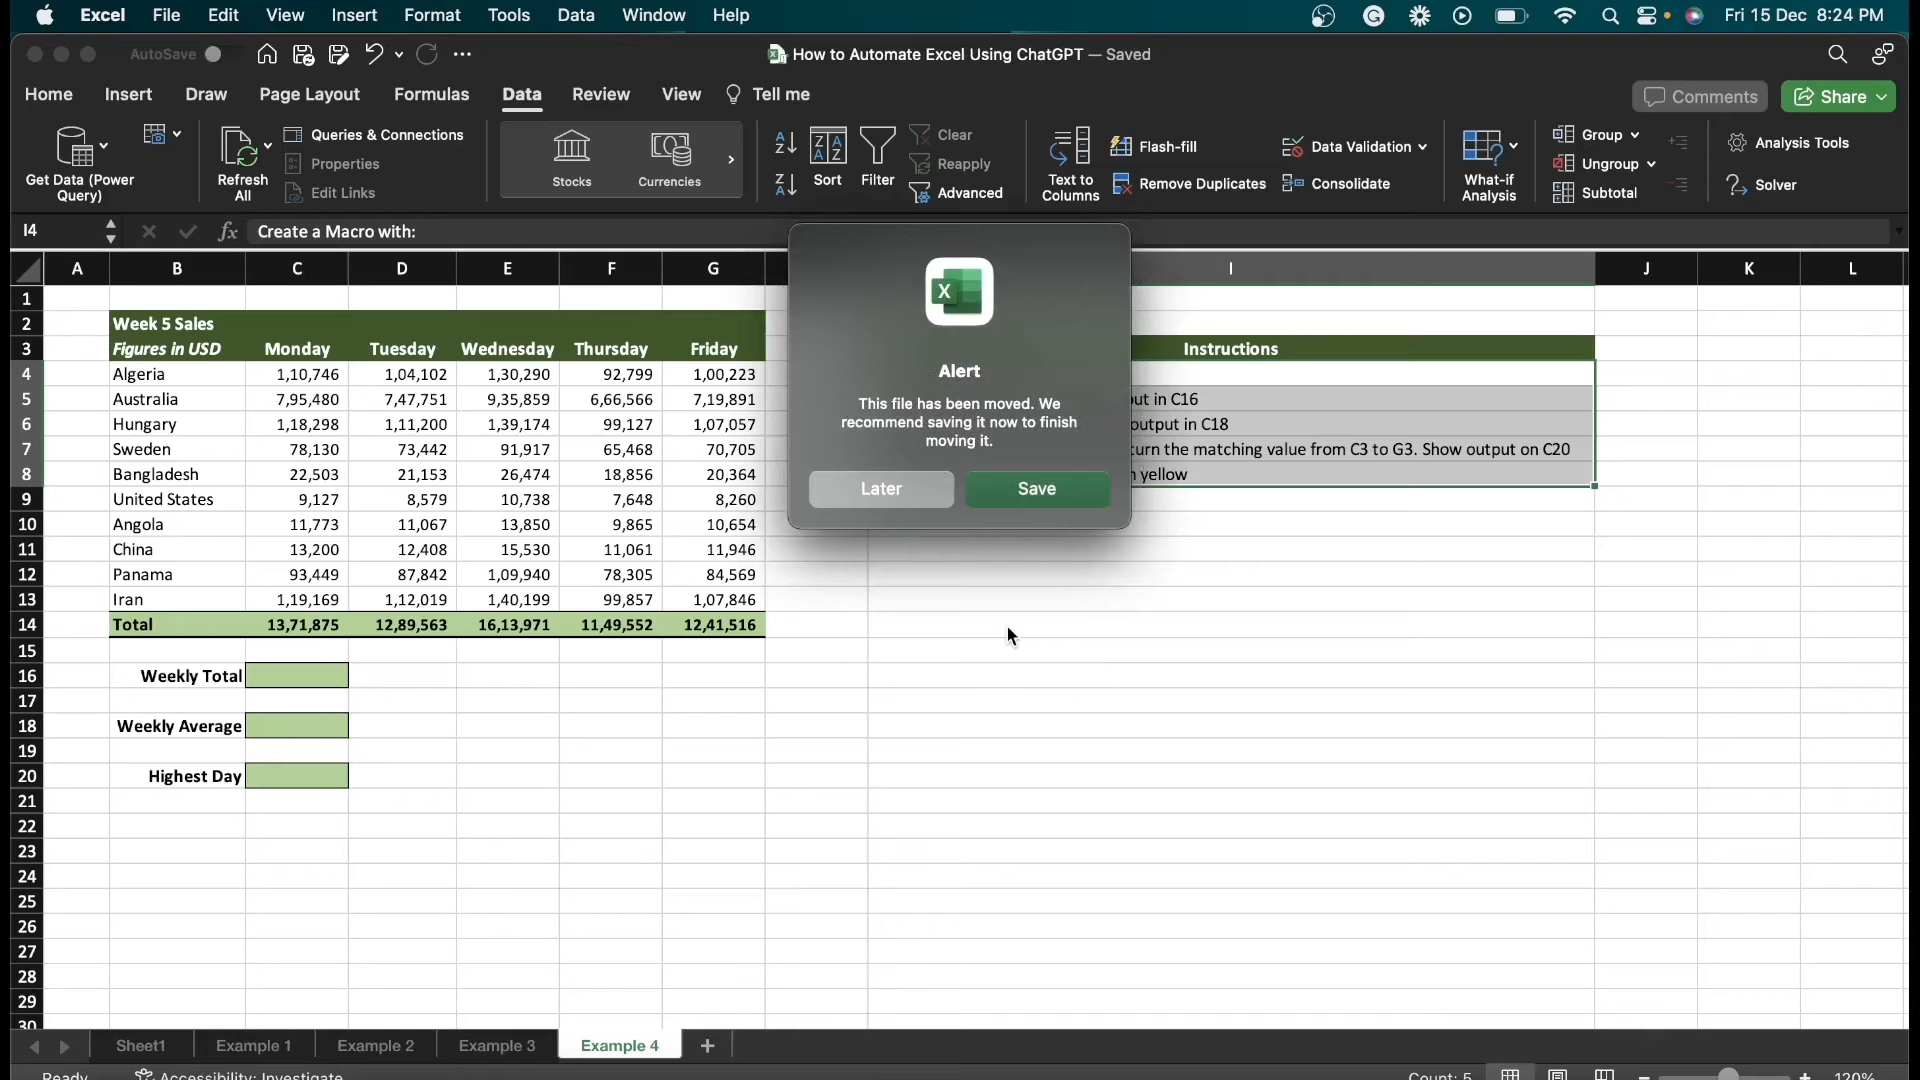 Excel File Edit View Insert Format Tools Data Window Help Fri 15 Dec 8:24 PM
AutoSave How to Automate Excel Using ChatGPT — Saved
Home Insert Draw Page Layout Formulas Data Review View Tell me Comments Share
Get Data (Power Query)
Refresh All
Queries & Connections
Properties
Edit Links
Stocks Currencies
Sort Filter
Clear
Reapply
Advanced
Text to Columns
Flash-fill
Remove Duplicates
Data Validation
Consolidate
What-if Analysis
Group
Ungroup
Subtotal
Analysis Tools
Solver
I4 fx Create a Macro with:
A B C D E F G I J K L
1
2 Week 5 Sales
3 Figures in USD Monday Tuesday Wednesday Thursday Friday Instructions
4 Algeria 1,10,746 1,04,102 1,30,290 92,799 1,00,223
5 Australia 7,95,480 7,47,751 9,35,859 6,66,566 7,19,891 out in C16
6 Hungary 1,18,298 1,11,200 1,39,174 99,127 1,07,057 output in C18
7 Sweden 78,130 73,442 91,917 65,468 70,705 turn the matching value from C3 to G3. Show output on C20
8 Bangladesh 22,503 21,153 26,474 18,856 20,364 yellow
9 United States 9,127 8,579 10,738 7,648 8,260
10 Angola 11,773 11,067 13,850 9,865 10,654
11 China 13,200 12,408 15,530 11,061 11,946
12 Panama 93,449 87,842 1,09,940 78,305 84,569
13 Iran 1,19,169 1,12,019 1,40,199 99,857 1,07,846
14 Total 13,71,875 12,89,563 16,13,971 11,49,552 12,41,516
15
16 Weekly Total
17
18 Weekly Average
19
20 Highest Day
21
22
23
24
25
26
27
28
29
30
Alert
This file has been moved. We
recommend saving it now to finish
moving it.
Later Save
Sheet1 Example 1 Example 2 Example 3 Example 4 +
Ready Accessibility: Investigate Count: 5 120%